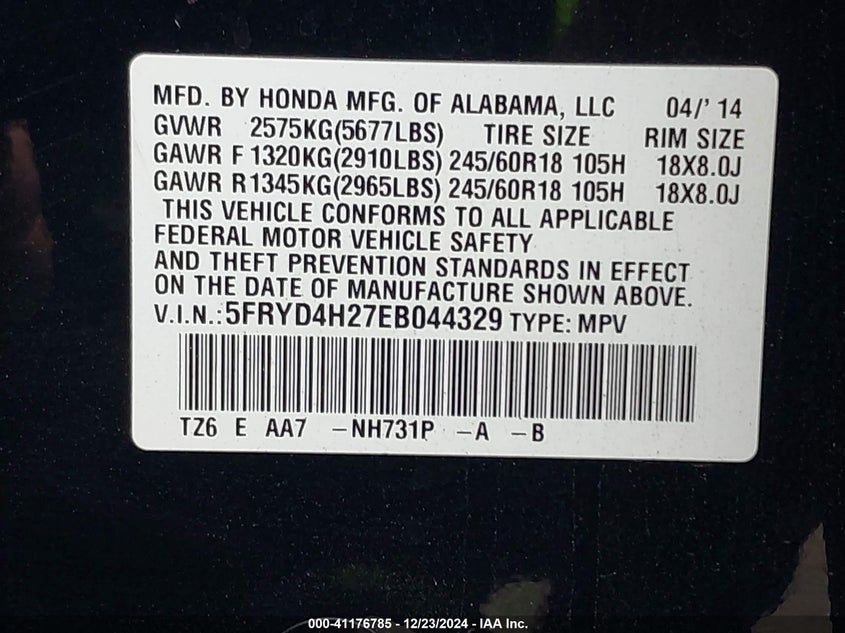 MFD. BY HONDA MFG. OF ALABAMA, LLC 04/' 14
GVWR 2575KG(5677LBS) TIRE SIZE RIM SIZE
GAWR F 1320KG(2910LBS) 245/60R18 105H 18X8.0J
GAWR R 1345KG(2965LBS) 245/60R18 105H 18X8.0J
THIS VEHICLE CONFORMS TO ALL APPLICABLE
FEDERAL MOTOR VEHICLE SAFETY
AND THEFT PREVENTION STANDARDS IN EFFECT
ON THE DATE OF MANUFACTURE SHOWN ABOVE.
V.I.N.: 5FRYD4H27EB044329 TYPE: MPV
TZ6 E AA7 -NH731P -A -B
000-41176785 - 12/23/2024 - IAA Inc.